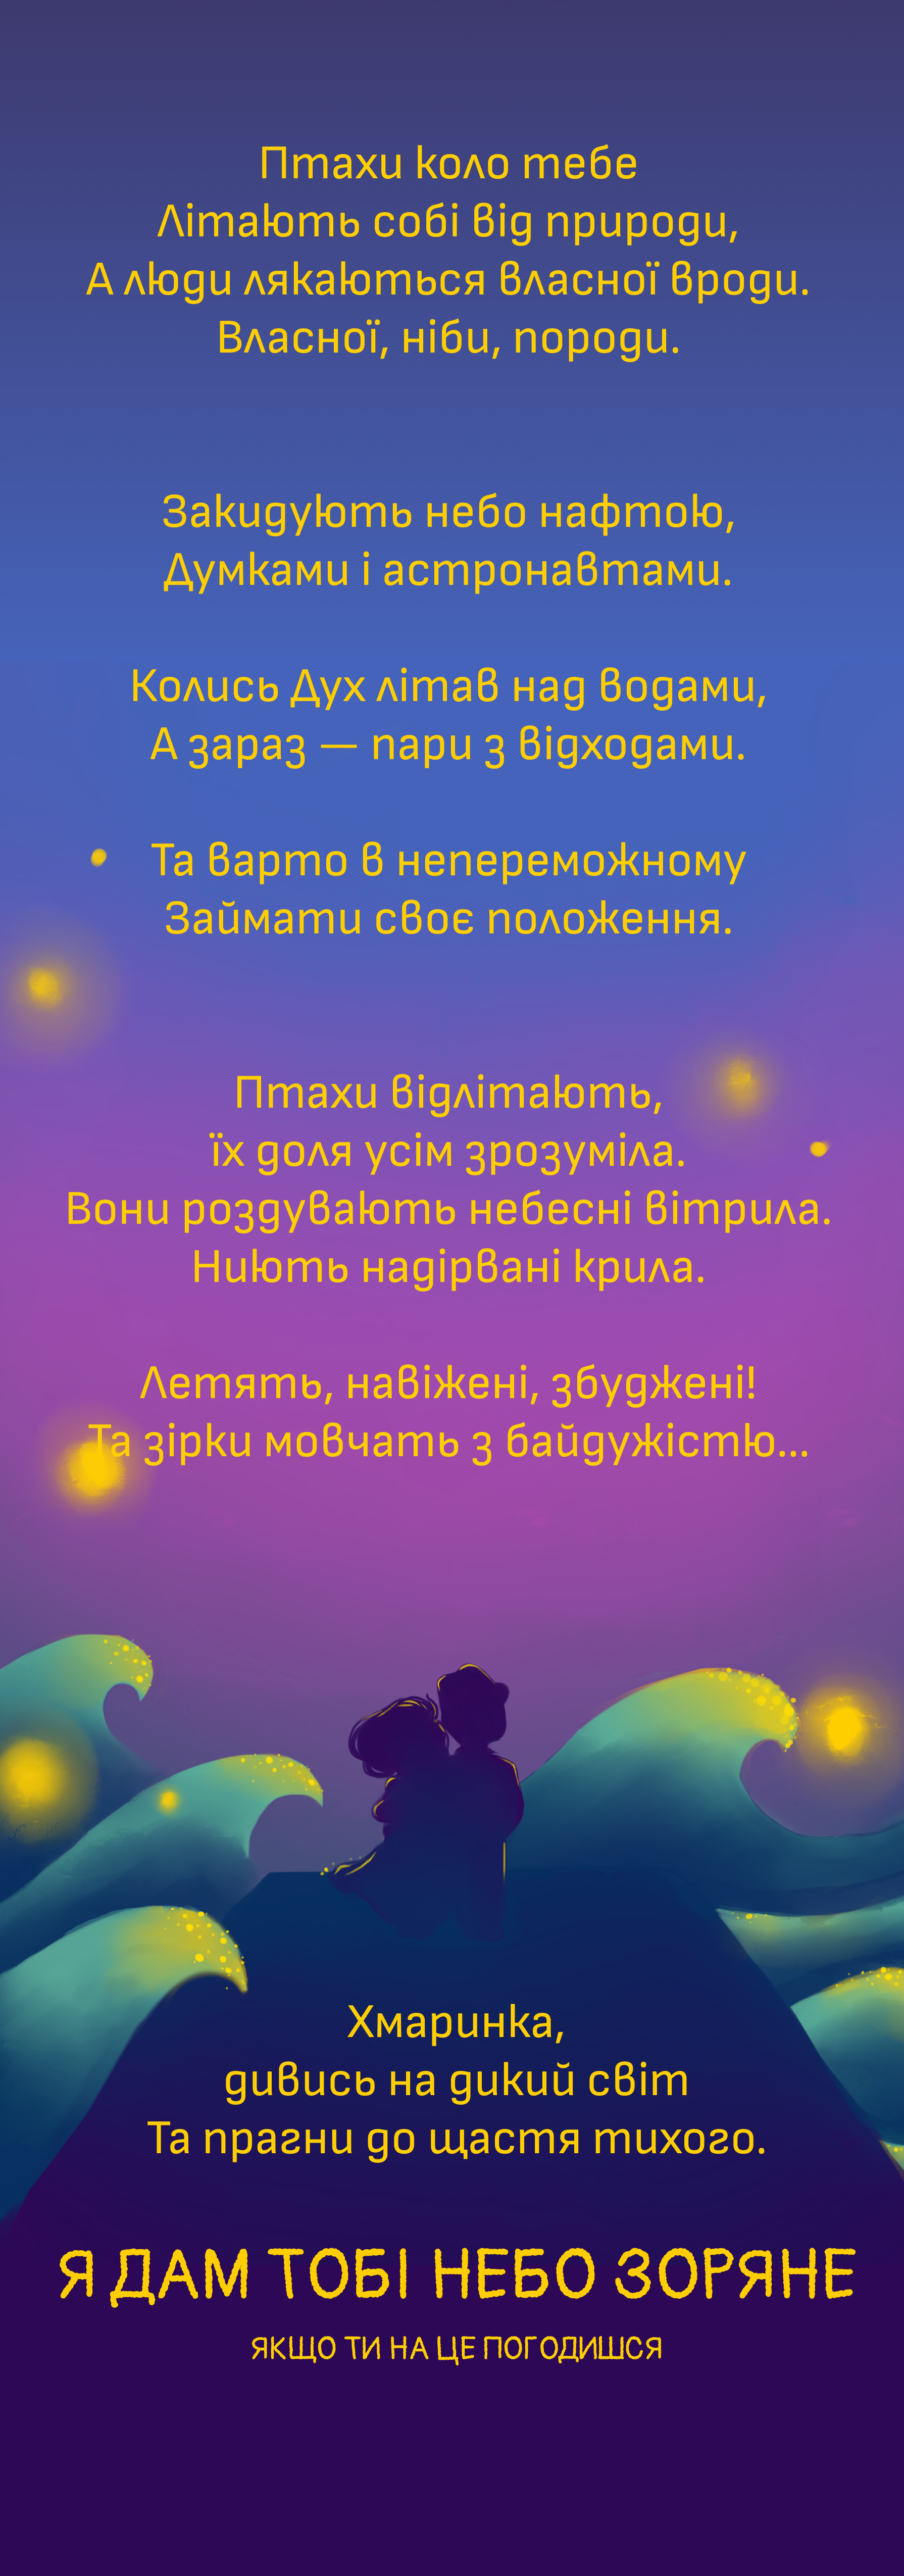 Птахи коло тебе
Літають собі від природи,
А люди лякаються власної вроди.
Власної, ніби, породи.
Закидують небо нафтою,
Думками і астронавтами.
Колись Дух літав над водами,
А зараз — пари з відходами.
Та варто в непереможному
Займати своє положення.
Птахи відлітають,
їх доля усім зрозуміла.
Вони роздувають небесні вітрила.
Ниють надірвані крила.
Летять, навіжені, збуджені!
Та зірки мовчать з байдужістю...
Хмаринка,
дивись на дикий світ
Та прагни до щастя тихого.
Я ДАМ ТОБІ НЕБО ЗОРЯНЕ
ЯКЩО ТИ НА ЦЕ ПОГОДИШСЯ